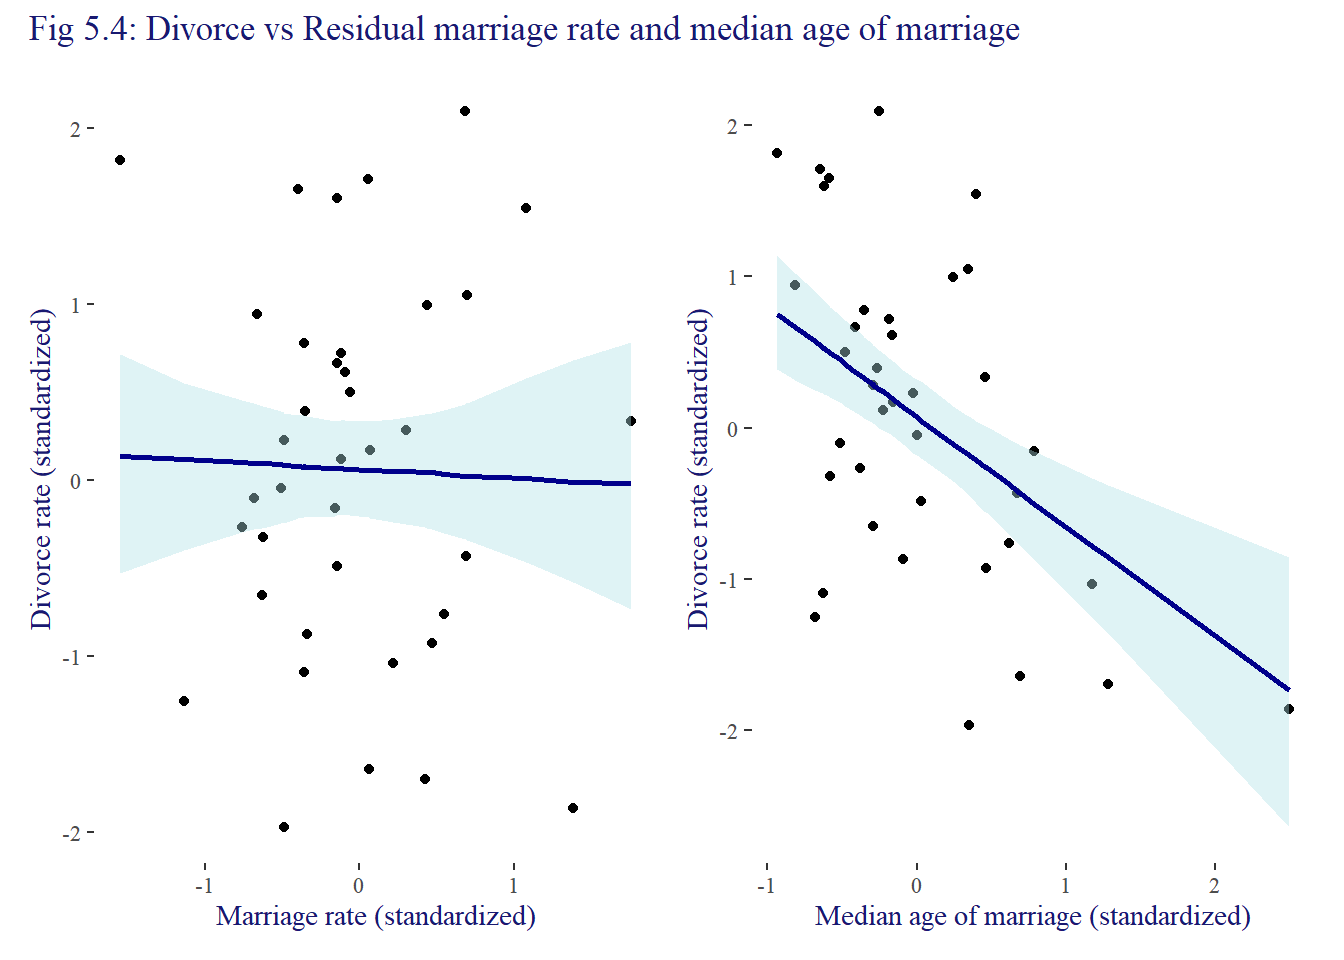 Fig 5.4: Divorce vs Residual marriage rate and median age of marriage
Divorce rate (standardized)
2
1
0
-1
-2
-1 0 1
Marriage rate (standardized)
Divorce rate (standardized)
2
1
0
-1
-2
-1 0 1 2
Median age of marriage (standardized)